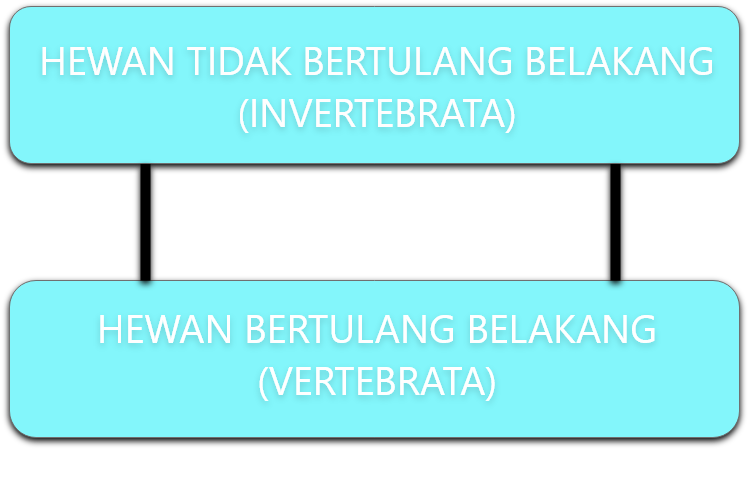 HEWAN TIDAK BERTULANG BELAKANG
(INVERTEBRATA)
HEWAN BERTULANG BELAKANG
(VERTEBRATA)